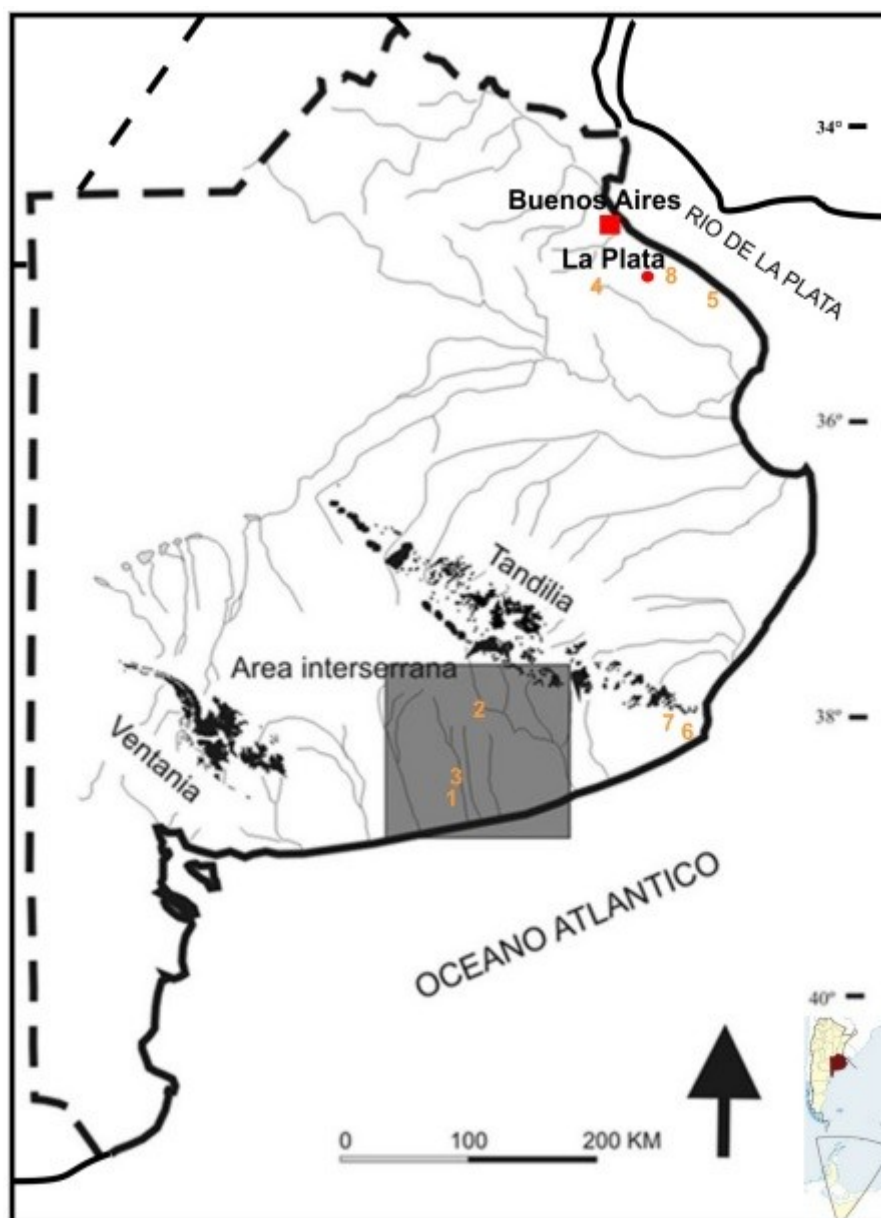 34°
Buenos Aires
RIO DE LA PLATA
La Plata
8
4
5
36°
Tandilia
Area interserrana
2
7
6
38°
Ventania
3
1
OCEANO ATLANTICO
40°
0 100 200 KM